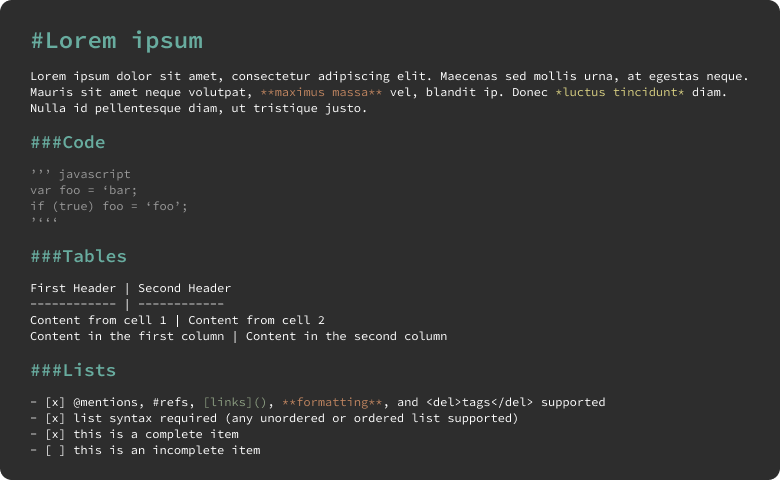 #Lorem ipsum
Lorem ipsum dolor sit amet, consectetur adipiscing elit. Maecenas sed mollis urna, at egestas neque.
Mauris sit amet neque volutpat, **maximus massa** vel, blandit ip. Donec *luctus tincidunt* diam.
Nulla id pellentesque diam, ut tristique justo.
###Code
’’’ javascript
var foo = ‘bar;
if (true) foo = ‘foo’;
’‘‘‘
###Tables
First Header | Second Header
------------ | ------------
Content from cell 1 | Content from cell 2
Content in the first column | Content in the second column
###Lists
- [x] @mentions, #refs, [links](), **formatting**, and <del>tags</del> supported
- [x] list syntax required (any unordered or ordered list supported)
- [x] this is a complete item
- [ ] this is an incomplete item